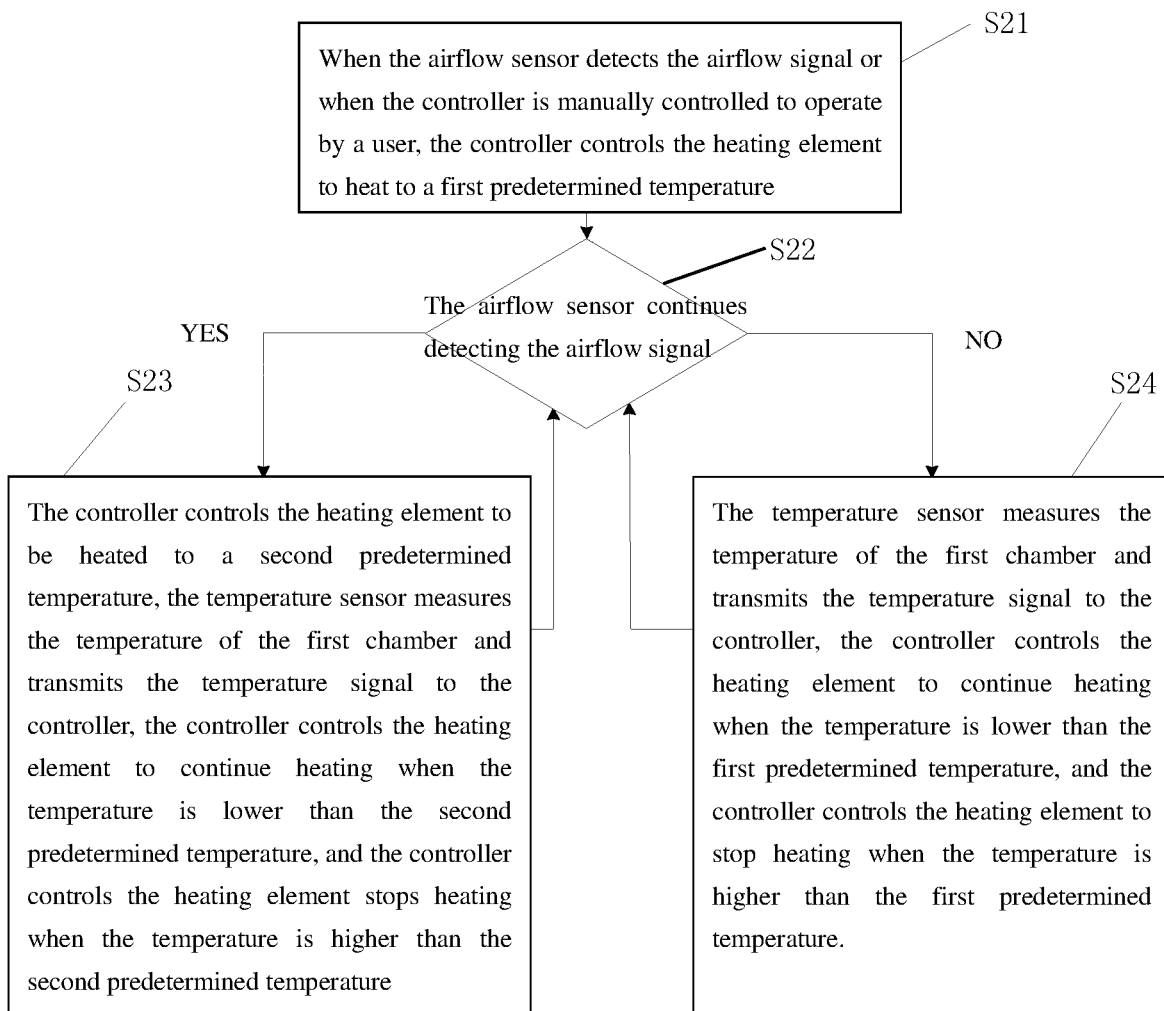 S21
When the airflow sensor detects the airflow signal or
when the controller is manually controlled to operate
by a user, the controller controls the heating element
to heat to a first predetermined temperature
S22
The airflow sensor continues
detecting the airflow signal
YES
NO
S23
The controller controls the heating element to
be heated to a second predetermined
temperature, the temperature sensor measures
the temperature of the first chamber and
transmits the temperature signal to the
controller, the controller controls the heating
element to continue heating when the
temperature is lower than the second
predetermined temperature, and the controller
controls the heating element stops heating
when the temperature is higher than the
second predetermined temperature
S24
The temperature sensor measures the
temperature of the first chamber and
transmits the temperature signal to the
controller, the controller controls the
heating element to continue heating
when the temperature is lower than the
first predetermined temperature, and the
controller controls the heating element to
stop heating when the temperature is
higher than the first predetermined
temperature.